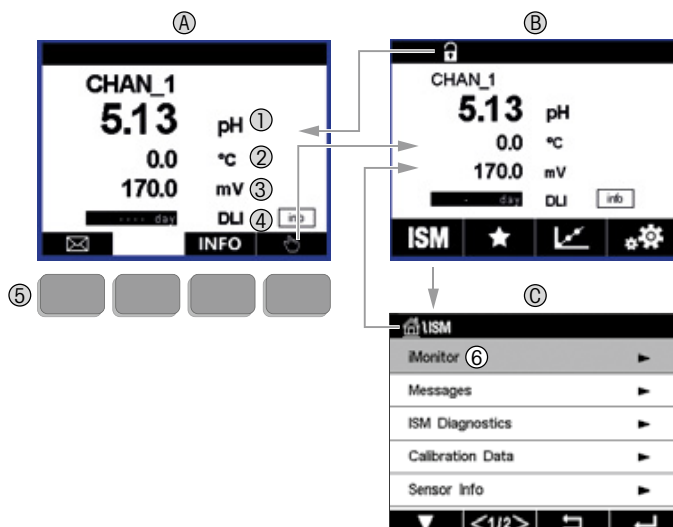 Ⓐ
CHAN_1
5.13 pH ①
0.0 °C ②
170.0 mV ③
---- day DLI ④ info
INFO
⑤
Ⓑ
CHAN_1
5.13 pH
0.0 °C
170.0 mV
- day DLI info
ISM
Ⓒ
\ISM
iMonitor ⑥
Messages
ISM Diagnostics
Calibration Data
Sensor Info
<1/2>